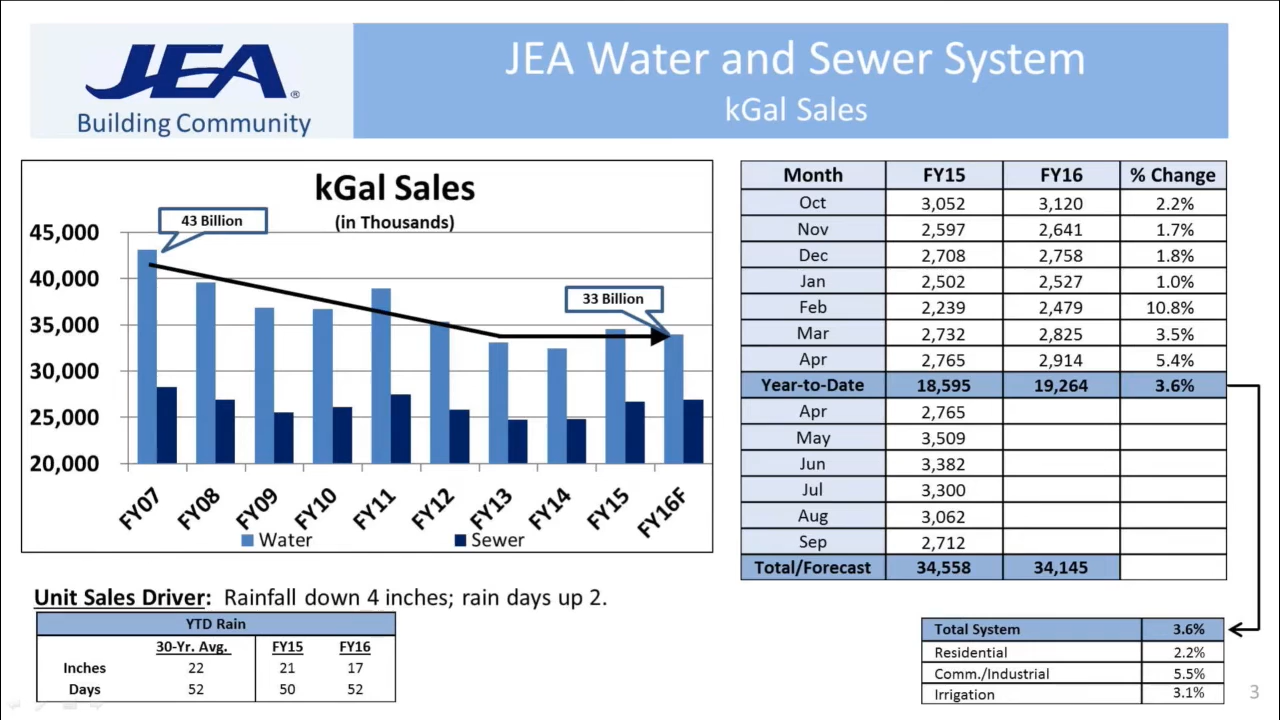 JEA®
Building Community
JEA Water and Sewer System
kGal Sales
kGal Sales
(in Thousands)
43 Billion
33 Billion
45,000
40,000
35,000
30,000
25,000
20,000
FY07 FY08 FY09 FY10 FY11 FY12 FY13 FY14 FY15 FY16F
Water Sewer
Month FY15 FY16 % Change
Oct 3,052 3,120 2.2%
Nov 2,597 2,641 1.7%
Dec 2,708 2,758 1.8%
Jan 2,502 2,527 1.0%
Feb 2,239 2,479 10.8%
Mar 2,732 2,825 3.5%
Apr 2,765 2,914 5.4%
Year-to-Date 18,595 19,264 3.6%
Apr 2,765
May 3,509
Jun 3,382
Jul 3,300
Aug 3,062
Sep 2,712
Total/Forecast 34,558 34,145
Unit Sales Driver: Rainfall down 4 inches; rain days up 2.
YTD Rain
30-Yr. Avg. FY15 FY16
Inches 22 21 17
Days 52 50 52
Total System 3.6%
Residential 2.2%
Comm./Industrial 5.5%
Irrigation 3.1%
3